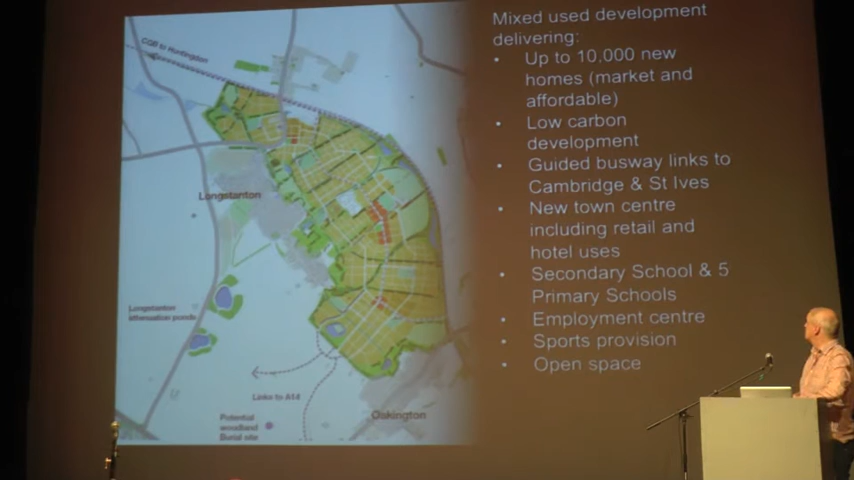 CGB to Huntingdon
Longstanton
Longstanton
attenuation ponds
Links to A14
Potential
woodland
Burial site
Oakington
Mixed used development
delivering:
• Up to 10,000 new
homes (market and
affordable)
• Low carbon
development
• Guided busway links to
Cambridge & St Ives
• New town centre
including retail and
hotel uses
• Secondary School & 5
Primary Schools
• Employment centre
• Sports provision
• Open space